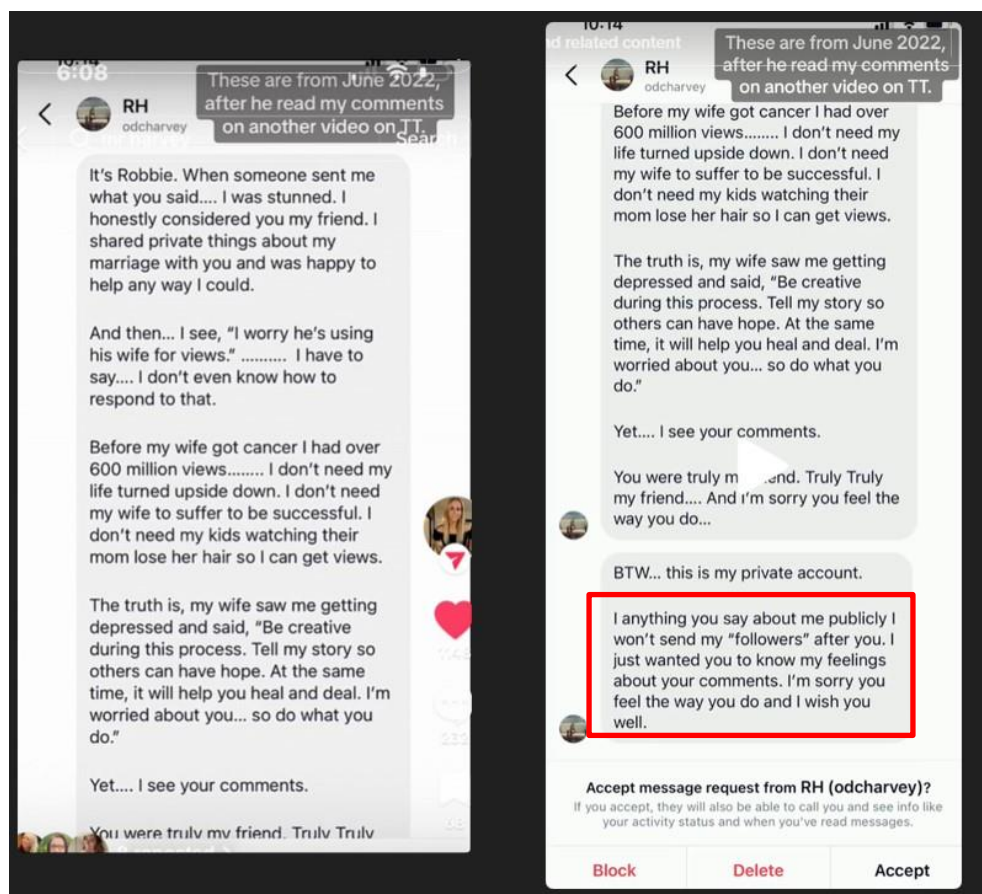 6:08
These are from June 2022,
after he read my comments
on another video on TT.
RH
odcharvey
Search
It's Robbie. When someone sent me
what you said.... I was stunned. I
honestly considered you my friend. I
shared private things about my
marriage with you and was happy to
help any way I could.
And then... I see, "I worry he's using
his wife for views." .......... I have to
say.... I don't even know how to
respond to that.
Before my wife got cancer I had over
600 million views........ I don't need my
life turned upside down. I don't need
my wife to suffer to be successful. I
don't need my kids watching their
mom lose her hair so I can get views.
The truth is, my wife saw me getting
depressed and said, "Be creative
during this process. Tell my story so
others can have hope. At the same
time, it will help you heal and deal. I'm
worried about you... so do what you
do."
Yet.... I see your comments.
You were truly my friend. Truly Truly
10:14
nd related content
These are from June 2022,
after he read my comments
on another video on TT.
RH
odcharvey
Before my wife got cancer I had over
600 million views........ I don't need my
life turned upside down. I don't need
my wife to suffer to be successful. I
don't need my kids watching their
mom lose her hair so I can get views.
The truth is, my wife saw me getting
depressed and said, "Be creative
during this process. Tell my story so
others can have hope. At the same
time, it will help you heal and deal. I'm
worried about you... so do what you
do."
Yet.... I see your comments.
You were truly m end. Truly Truly
my friend.... And I'm sorry you feel the
way you do...
BTW... this is my private account.
I anything you say about me publicly I
won't send my "followers" after you. I
just wanted you to know my feelings
about your comments. I'm sorry you
feel the way you do and I wish you
well.
Accept message request from RH (odcharvey)?
If you accept, they will also be able to call you and see info like
your activity status and when you've read messages.
Block
Delete
Accept